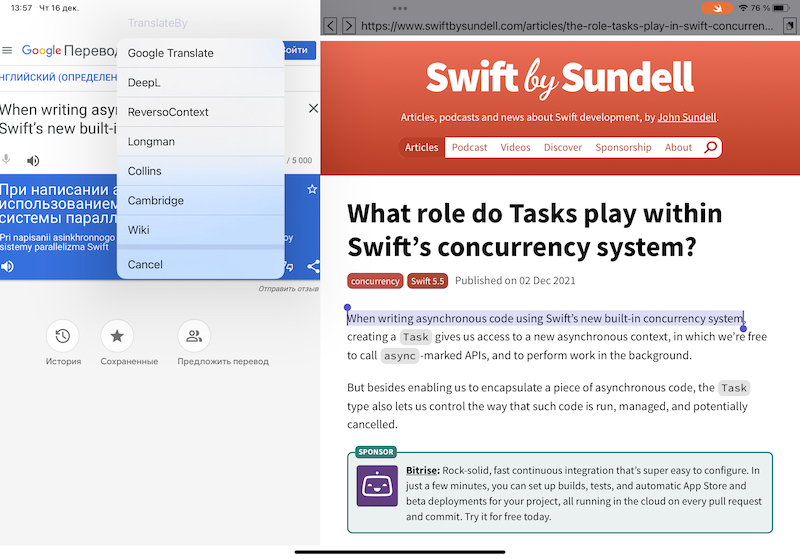 13:57 Чт 16 дек.
76 %
TranslateBy
Google Translate
DeepL
ReversoContext
Longman
Collins
Cambridge
Wiki
Cancel
Google Перевод
ойти
НГЛИЙСКИЙ (ОПРЕДЕЛЕН
When writing asy
Swift's new built-i
/ 5 000
При написании а
использованием
системы паралл
Pri napisanii asinkhronnogo
sistemy parallelizma Swift
oy
Отправить отзыв
История
Сохраненные
Предложить перевод
https://www.swiftbysundell.com/articles/the-role-tasks-play-in-swift-concurren...
Swift by Sundell
Articles, podcasts and news about Swift development, by John Sundell.
Articles Podcast Videos Discover Sponsorship About
What role do Tasks play within
Swift's concurrency system?
concurrency Swift 5.5 Published on 02 Dec 2021
When writing asynchronous code using Swift's new built-in concurrency system,
creating a Task gives us access to a new asynchronous context, in which we're free
to call async-marked APIs, and to perform work in the background.
But besides enabling us to encapsulate a piece of asynchronous code, the Task
type also lets us control the way that such code is run, managed, and potentially
cancelled.
SPONSOR
Bitrise: Rock-solid, fast continuous integration that's super easy to configure. In
just a few minutes, you can set up builds, tests, and automatic App Store and
beta deployments for your project, all running in the cloud on every pull request
and commit. Try it for free today.